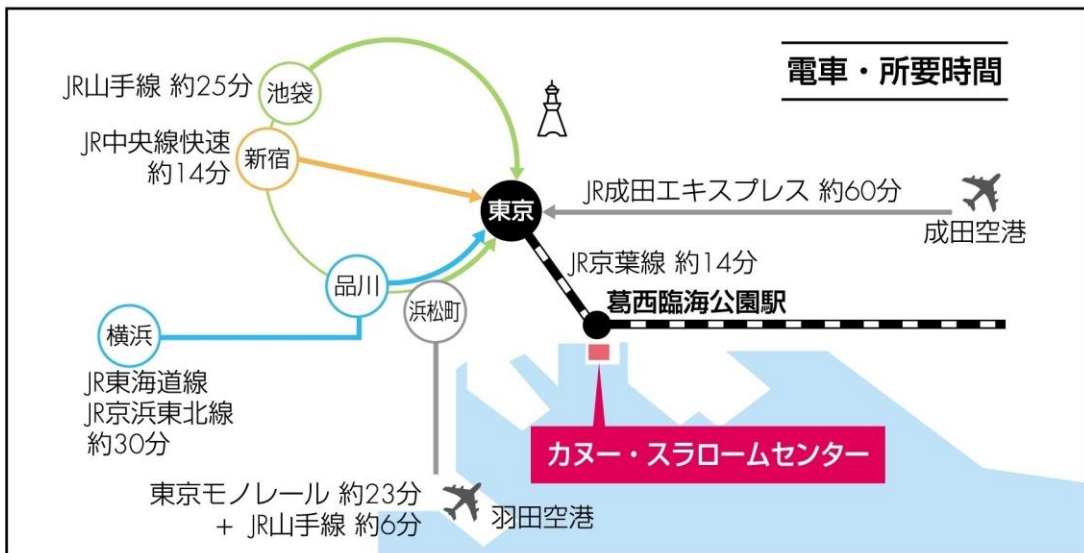 電車・所要時間
JR山手線 約25分
池袋
JR中央線快速
約14分
新宿
東京
JR成田エキスプレス 約60分
成田空港
JR京葉線 約14分
品川
浜松町
葛西臨海公園駅
横浜
JR東海道線
JR京浜東北線
約30分
カヌー・スラロームセンター
東京モノレール 約23分
+ JR山手線 約6分
羽田空港